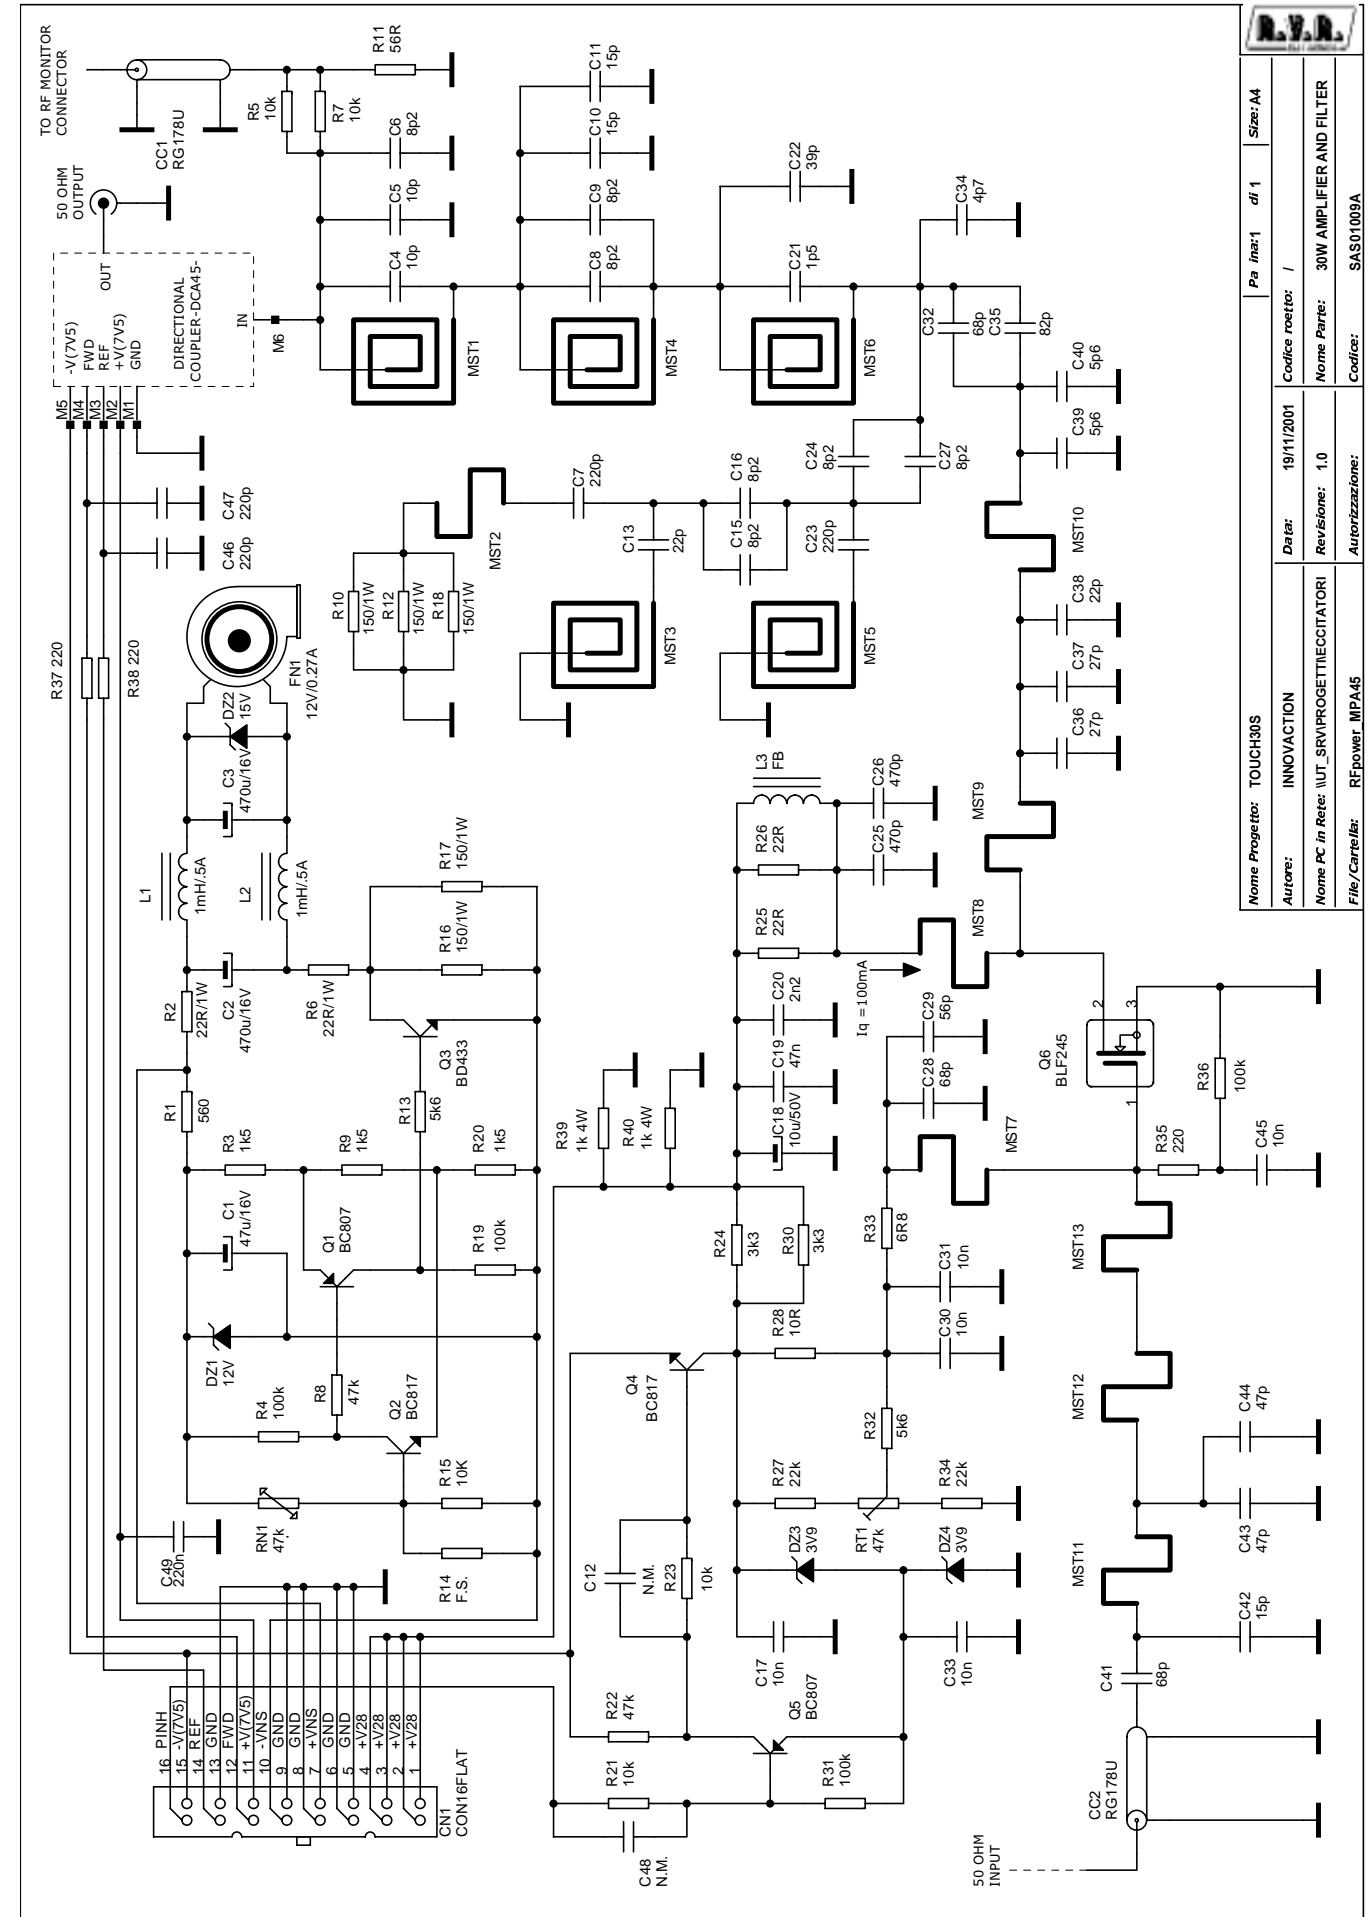 TO RF MONITOR
CONNECTOR
CC1
RG178U
50 OHM
OUTPUT
OUT
IN
DIRECTIONAL
COUPLER-DCA45-
-V(7V5)
FWD
REF
+V(7V5)
GND
M5
M4
M3
M2
M1
M6
R5
10k
R7
10k
R11
56R
C4
10p
C5
10p
C6
8p2
MST1
C8
8p2
C9
8p2
C10
15p
C11
15p
MST4
C21
1p5
C22
39p
MST6
C34
4p7
C32
68p
C35
82p
C24
8p2
C27
8p2
C39
5p6
C40
5p6
MST10
C36
27p
C37
27p
C38
22p
MST9
C47
220p
C46
220p
R37 220
R38 220
FN1
12V/0.27A
DZ2
15V
C3
470u/16V
L1
1mH/.5A
L2
1mH/.5A
R2
22R/1W
C2
470u/16V
R6
22R/1W
R16
150/1W
R17
150/1W
Q3
BD433
R13
5k6
R1
560
R3
1k5
R9
1k5
R20
1k5
C1
47u/16V
Q1
BC807
R19
100k
DZ1
12V
R8
47k
R4
100k
Q2
BC817
R15
10K
RN1
47k
R14
F.S.
C49
220n
R10
150/1W
R12
150/1W
R18
150/1W
MST2
C7
220p
C13
22p
MST3
C15
8p2
C16
8p2
C23
220p
MST5
L3
FB
R25
22R
R26
22R
C25
470p
C26
470p
MST8
Iq =100mA
C18
10u/50V
C19
47n
C20
2n2
R39
1k 4W
R40
1k 4W
C28
68p
C29
56p
MST7
Q6
BLF245
1
2
3
R36
100k
R35
220
C45
10n
R24
3k3
R30
3k3
R33
6R8
C30
10n
C31
10n
R28
10R
Q4
BC817
R32
5k6
R27
22k
RT1
47k
R34
22k
DZ3
3V9
DZ4
3V9
C12
N.M.
R23
10k
C17
10n
C33
10n
Q5
BC807
R22
47k
R21
10k
C48
N.M.
R31
100k
MST13
MST12
MST11
C44
47p
C43
47p
C42
15p
C41
68p
CC2
RG178U
50 OHM
INPUT
CN1
CON16FLAT
16 PINH
15 -V(7V5)
14 REF
13 GND
12 FWD
11 +V(7V5)
10 -VNS
9 GND
8 GND
7 +VNS
6 GND
5 GND
4 +V28
3 +V28
2 +V28
1 +V28
R.V.R.
Nome Progetto: TOUCH30S
Pa ina:1 di 1
Size: A4
Autore: INNOVACTION
Data: 19/11/2001
Codice roetto: /
Nome PC in Rete: \\UT_SRV\PROGETTI\ECCITATORI
Revisione: 1.0
Nome Parte: 30W AMPLIFIER AND FILTER
File/Cartella: RFpower_MPA45
Autorizzazione:
Codice: SAS01009A